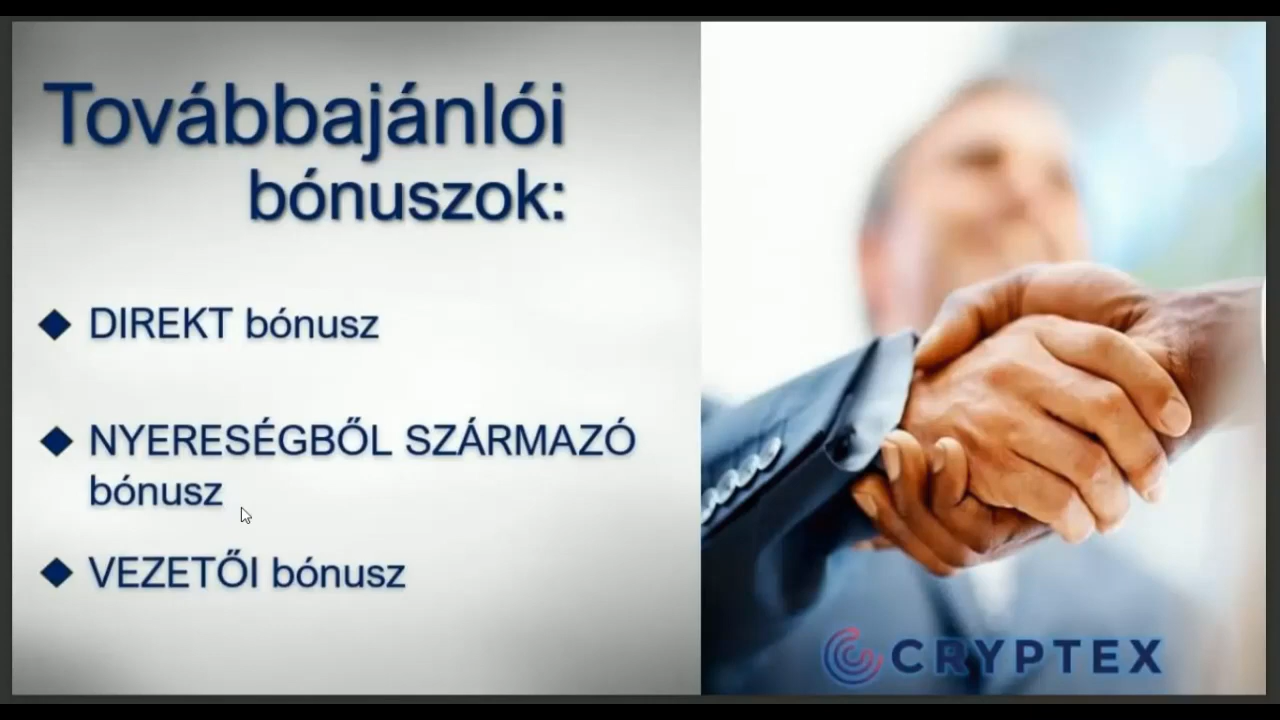 Továbbajánlói
bónuszok:
DIREKT bónusz
NYERESÉGBŐL SZÁRMAZÓ
bónusz
VEZETŐI bónusz
CRYPTEX